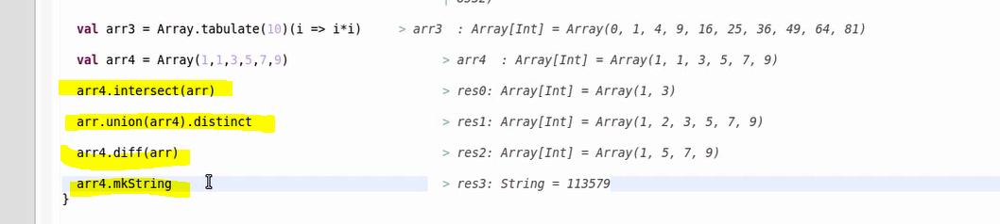 val arr3 = Array.tabulate(10)(i => i*i) > arr3 : Array[Int] = Array(0, 1, 4, 9, 16, 25, 36, 49, 64, 81)
val arr4 = Array(1,1,3,5,7,9) > arr4 : Array[Int] = Array(1, 1, 3, 5, 7, 9)
arr4.intersect(arr) > res0: Array[Int] = Array(1, 3)
arr.union(arr4).distinct > res1: Array[Int] = Array(1, 2, 3, 5, 7, 9)
arr4.diff(arr) > res2: Array[Int] = Array(1, 5, 7, 9)
arr4.mkString > res3: String = 113579
}